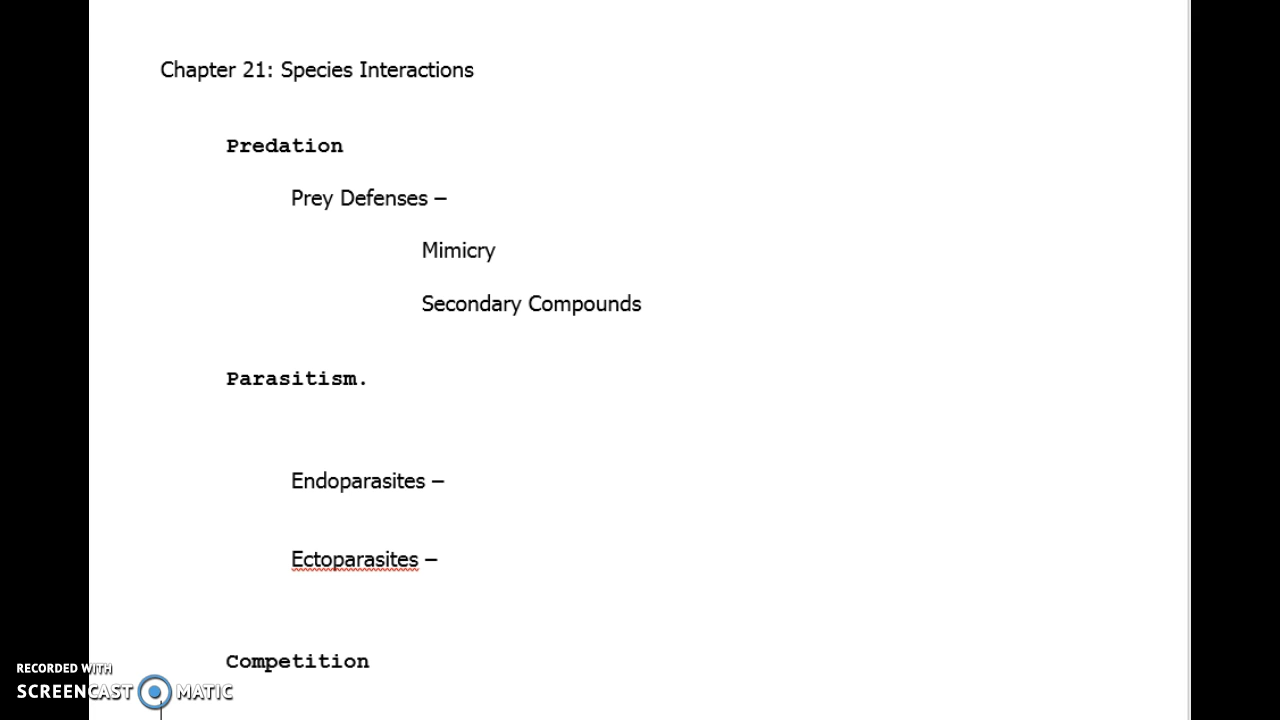 Chapter 21: Species Interactions
Predation
Prey Defenses –
Mimicry
Secondary Compounds
Parasitism.
Endoparasites –
Ectoparasites –
Competition
RECORDED WITH
SCREENCAST MATIC